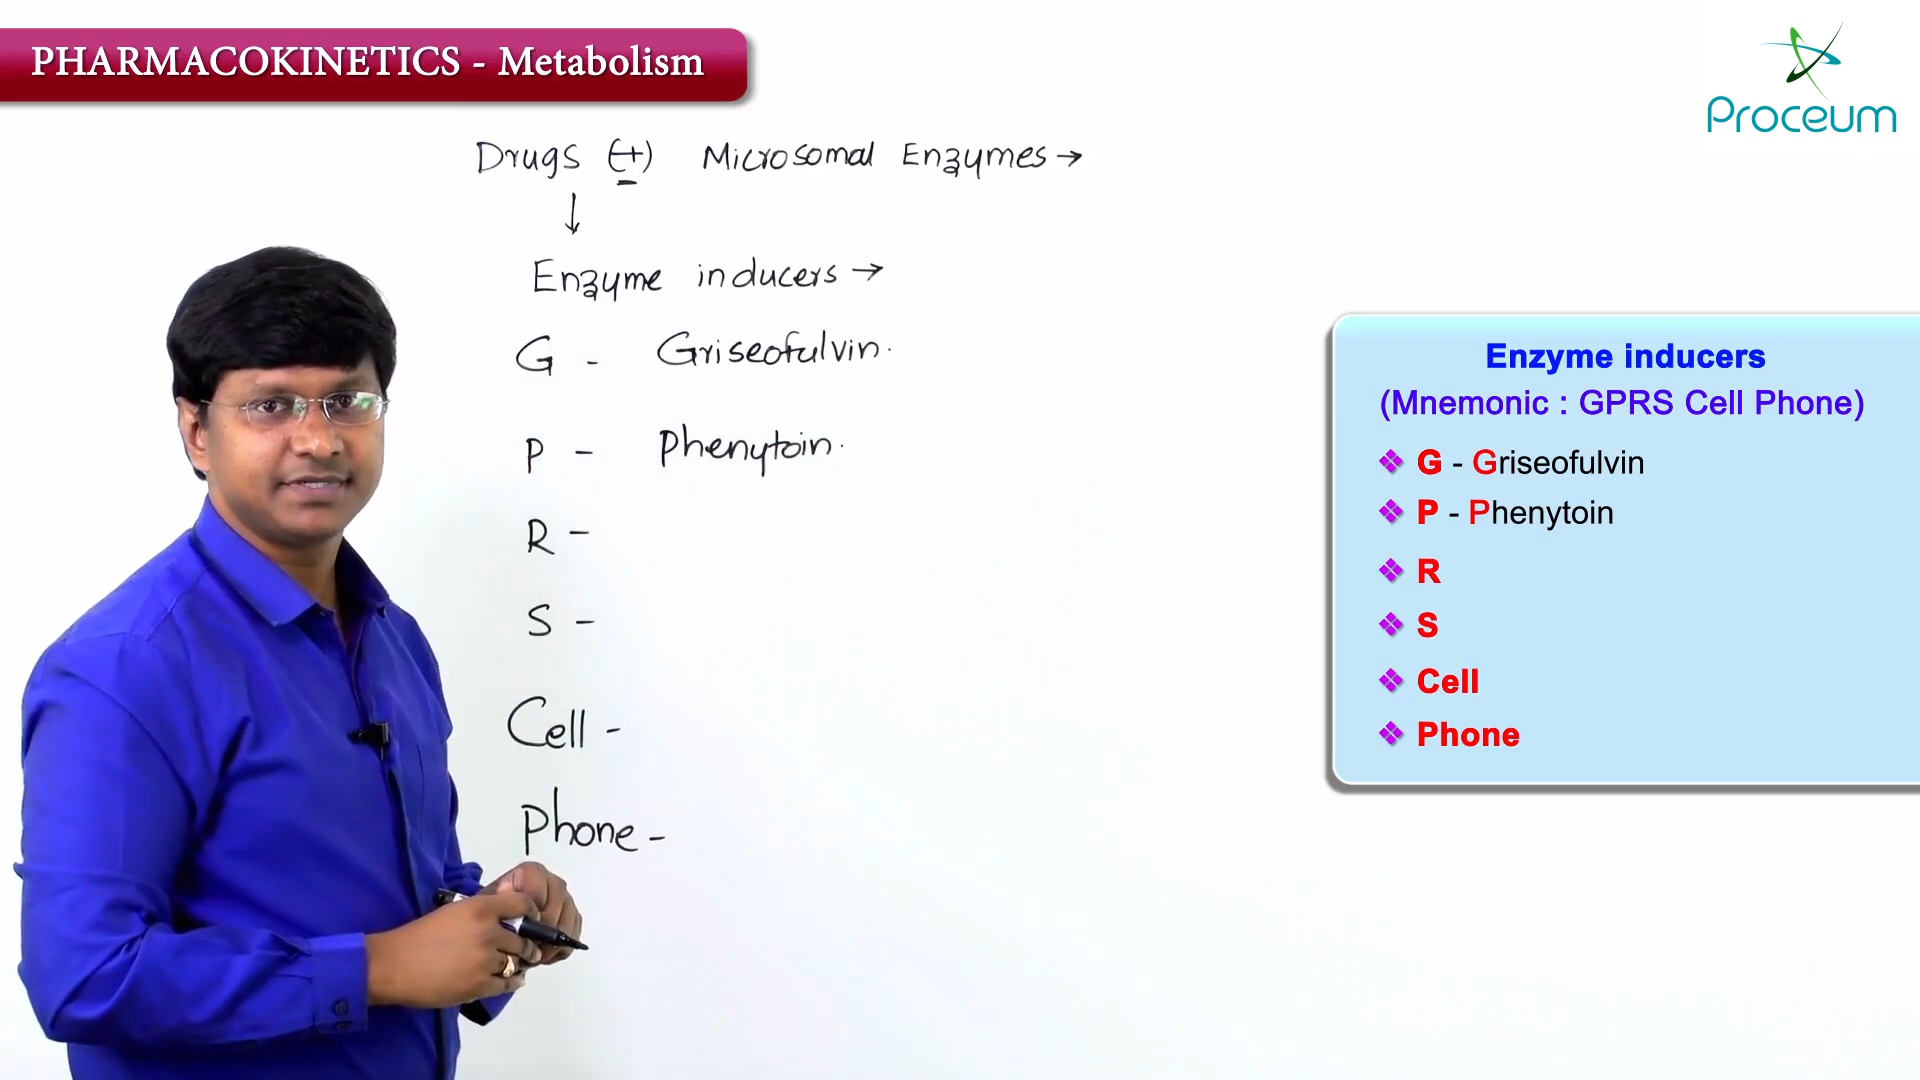 PHARMACOKINETICS - Metabolism
Proceum
Drugs (+) Microsomal Enzymes →
↓
Enzyme inducers →
G - Griseofulvin.
P - Phenytoin.
R -
S -
Cell -
Phone -
Enzyme inducers
(Mnemonic : GPRS Cell Phone)
❖ G - Griseofulvin
❖ P - Phenytoin
❖ R
❖ S
❖ Cell
❖ Phone